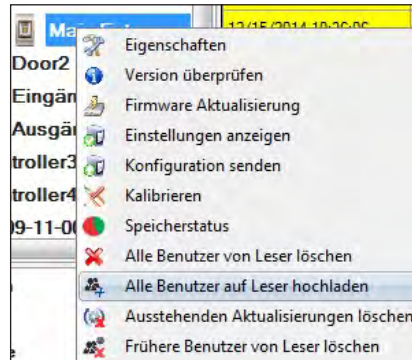 12/15/2014 10:26:06
Door2
Eingän
Ausgän
troller3
troller4
09-11-0
Eigenschaften
Version überprüfen
Firmware Aktualisierung
Einstellungen anzeigen
Konfiguration senden
Kalibrieren
Speicherstatus
Alle Benutzer von Leser löschen
Alle Benutzer auf Leser hochladen
Ausstehenden Aktualisierungen löschen
Frühere Benutzer von Leser löschen